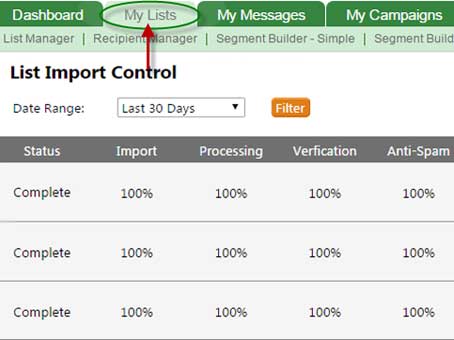 Dashboard My Lists My Messages My Campaigns
List Manager | Recipient Manager | Segment Builder - Simple | Segment Build
List Import Control
Date Range: Last 30 Days Filter
Status Import Processing Verfication Anti-Spam
Complete 100% 100% 100% 100%
Complete 100% 100% 100% 100%
Complete 100% 100% 100% 100%